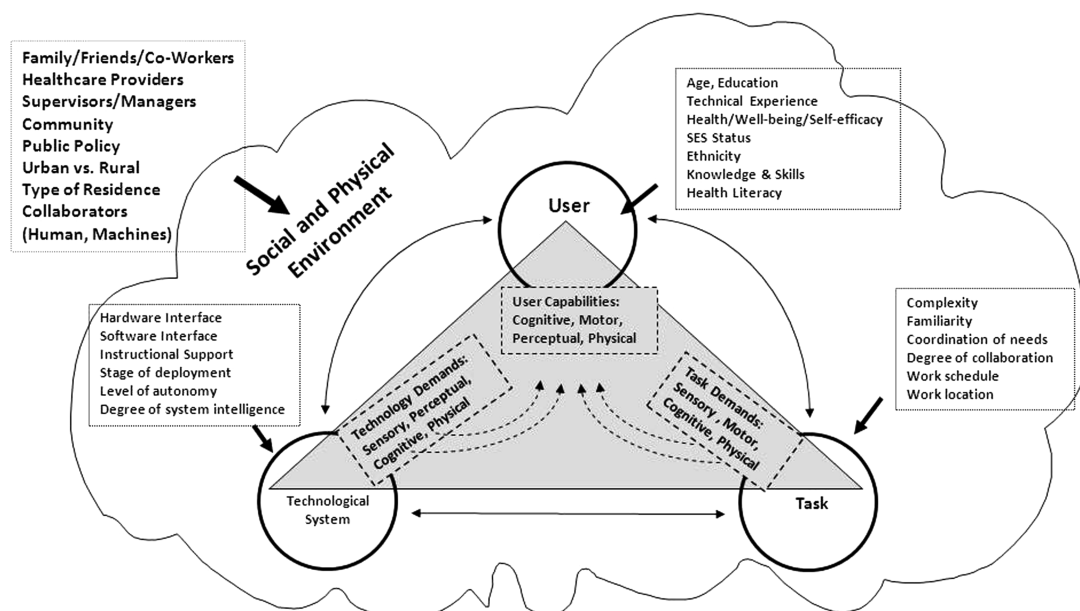 Family/Friends/Co-Workers
Healthcare Providers
Supervisors/Managers
Community
Public Policy
Urban vs. Rural
Type of Residence
Collaborators
(Human, Machines)
Social and Physical
Environment
Age, Education
Technical Experience
Health/Well-being/Self-efficacy
SES Status
Ethnicity
Knowledge & Skills
Health Literacy
User
User Capabilities:
Cognitive, Motor,
Perceptual, Physical
Hardware Interface
Software Interface
Instructional Support
Stage of deployment
Level of autonomy
Degree of system intelligence
Technology Demands:
Sensory, Perceptual,
Cognitive, Physical
Task Demands:
Sensory , Motor,
Cognitive, Physical
Complexity
Familiarity
Coordination of needs
Degree of collaboration
Work schedule
Work location
Technological
System
Task